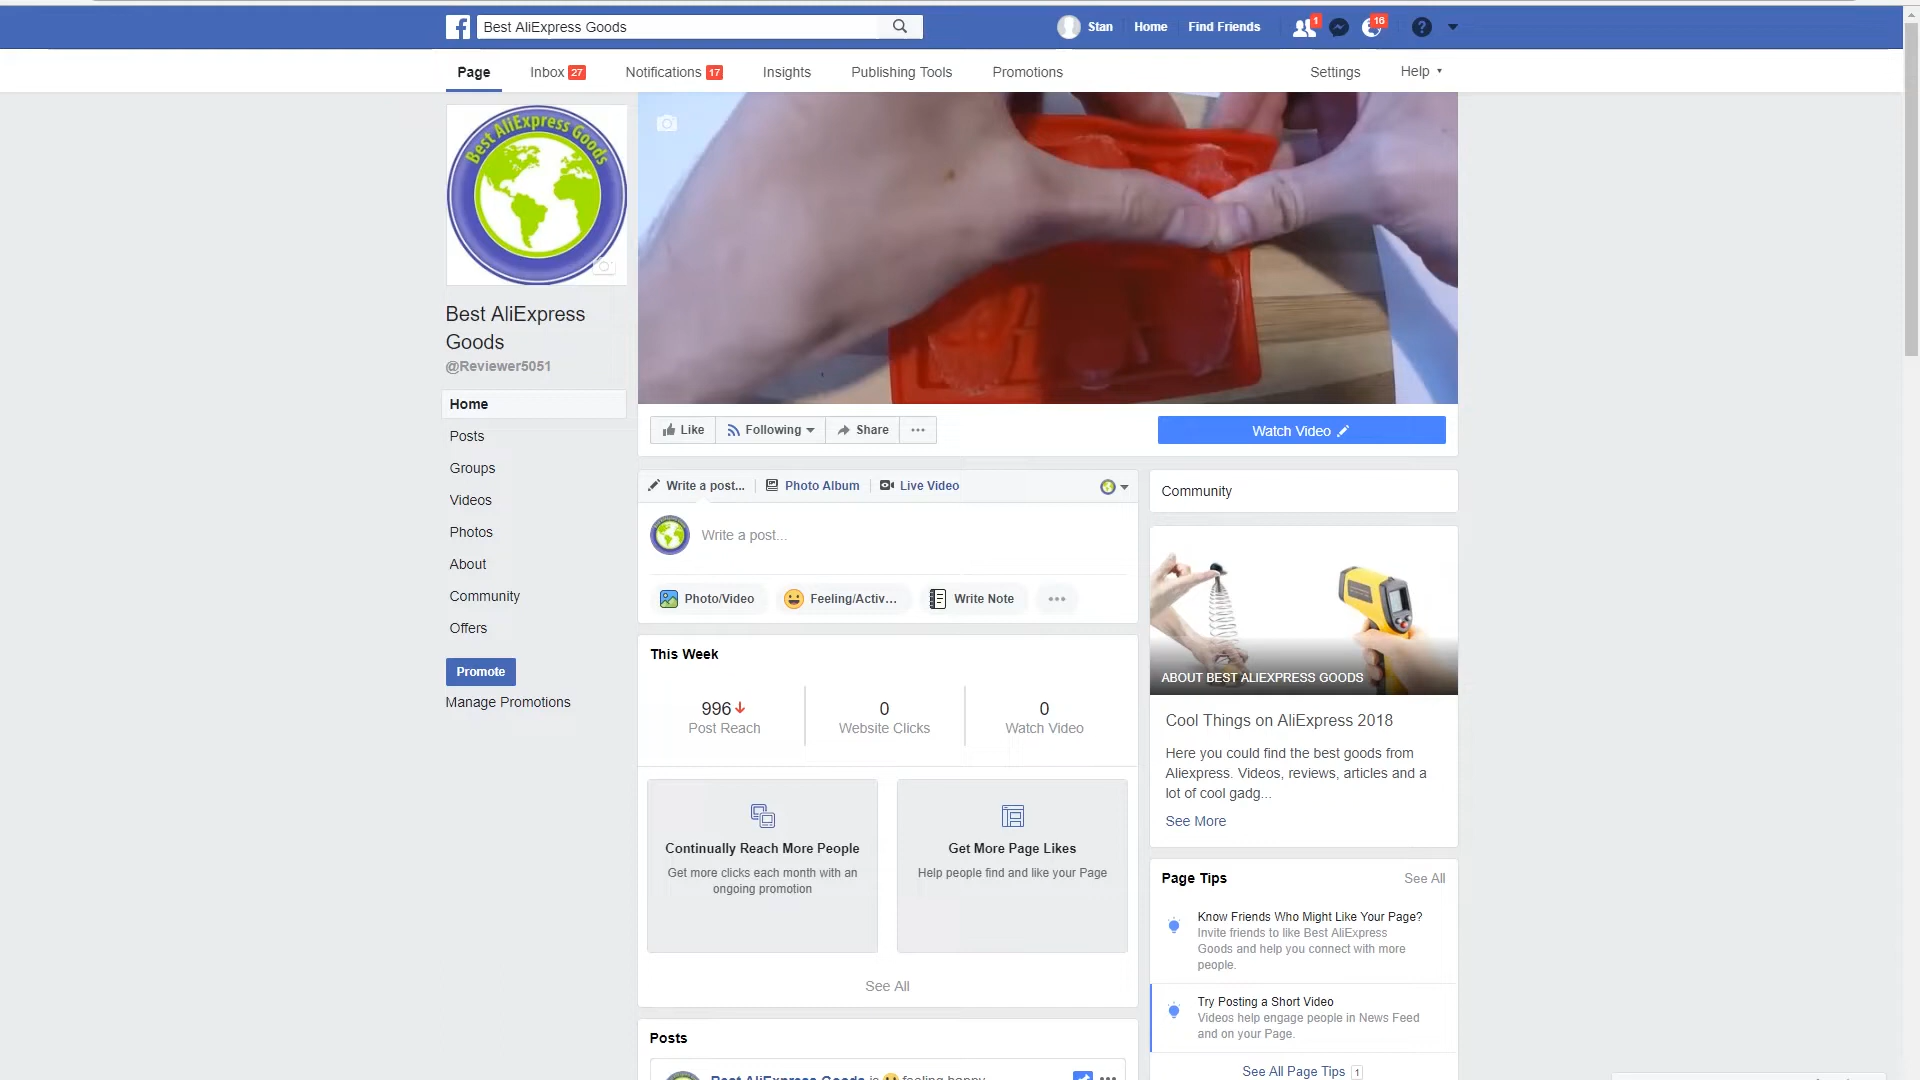 Best AliExpress Goods
Stan
Home
Find Friends
1
16
Page
Inbox 27
Notifications 17
Insights
Publishing Tools
Promotions
Settings
Help
Best AliExpress Goods
Best AliExpress
Goods
@Reviewer5051
Home
Posts
Groups
Videos
Photos
About
Community
Offers
Promote
Manage Promotions
Like
Following
Share
Watch Video
Write a post...
Photo Album
Live Video
Write a post...
Photo/Video
Feeling/Activ...
Write Note
This Week
996
Post Reach
0
Website Clicks
0
Watch Video
Continually Reach More People
Get more clicks each month with an
ongoing promotion
Get More Page Likes
Help people find and like your Page
See All
Posts
Best AliExpress Goods is feeling happy
Community
ABOUT BEST ALIEXPRESS GOODS
Cool Things on AliExpress 2018
Here you could find the best goods from
Aliexpress. Videos, reviews, articles and a
lot of cool gadg...
See More
Page Tips
See All
Know Friends Who Might Like Your Page?
Invite friends to like Best AliExpress
Goods and help you connect with more
people.
Try Posting a Short Video
Videos help engage people in News Feed
and on your Page.
See All Page Tips 1